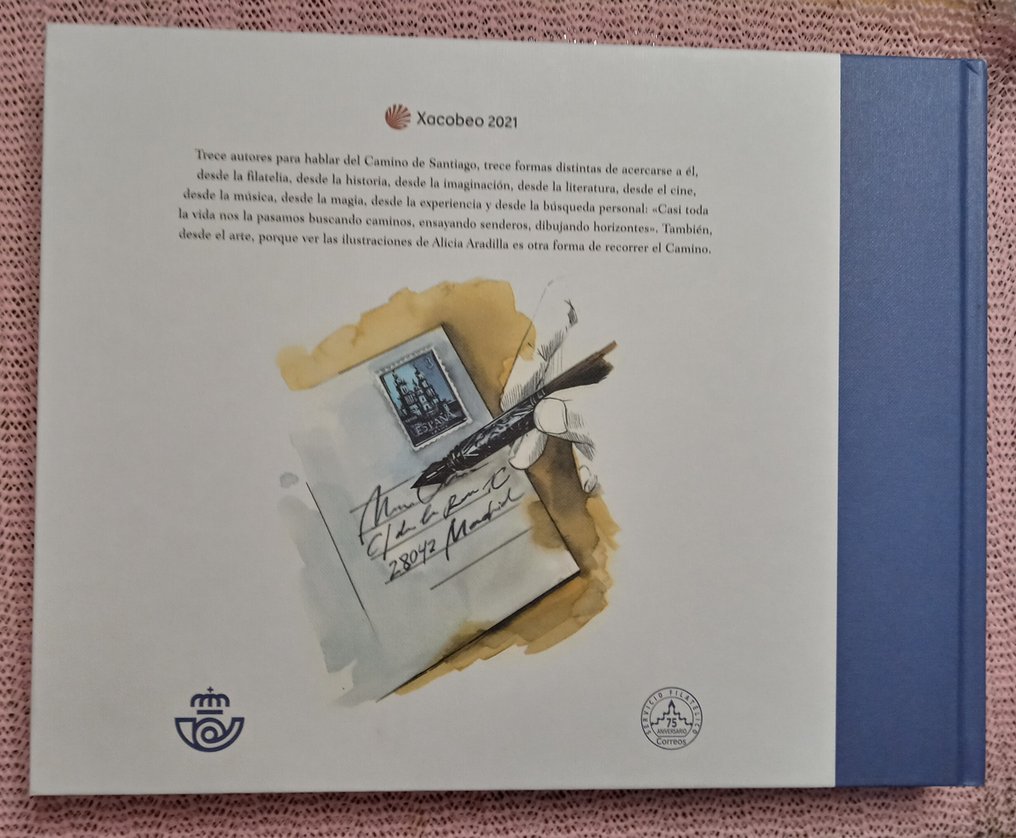 Xacobeo 2021
Trece autores para hablar del Camino de Santiago, trece formas distintas de acercarse a él,
desde la filatelia, desde la historia, desde la imaginación, desde la literatura, desde el cine,
desde la música, desde la magia, desde la experiencia y desde la búsqueda personal: «Casi toda
la vida nos la pasamos buscando caminos, ensayando senderos, dibujando horizontes». También,
desde el arte, porque ver las ilustraciones de Alicia Aradilla es otra forma de recorrer el Camino.
ESPAÑA
C/ de la
28042 Madrid
SERVICIO FILATÉLICO
75
ANIVERSARIO
Correos